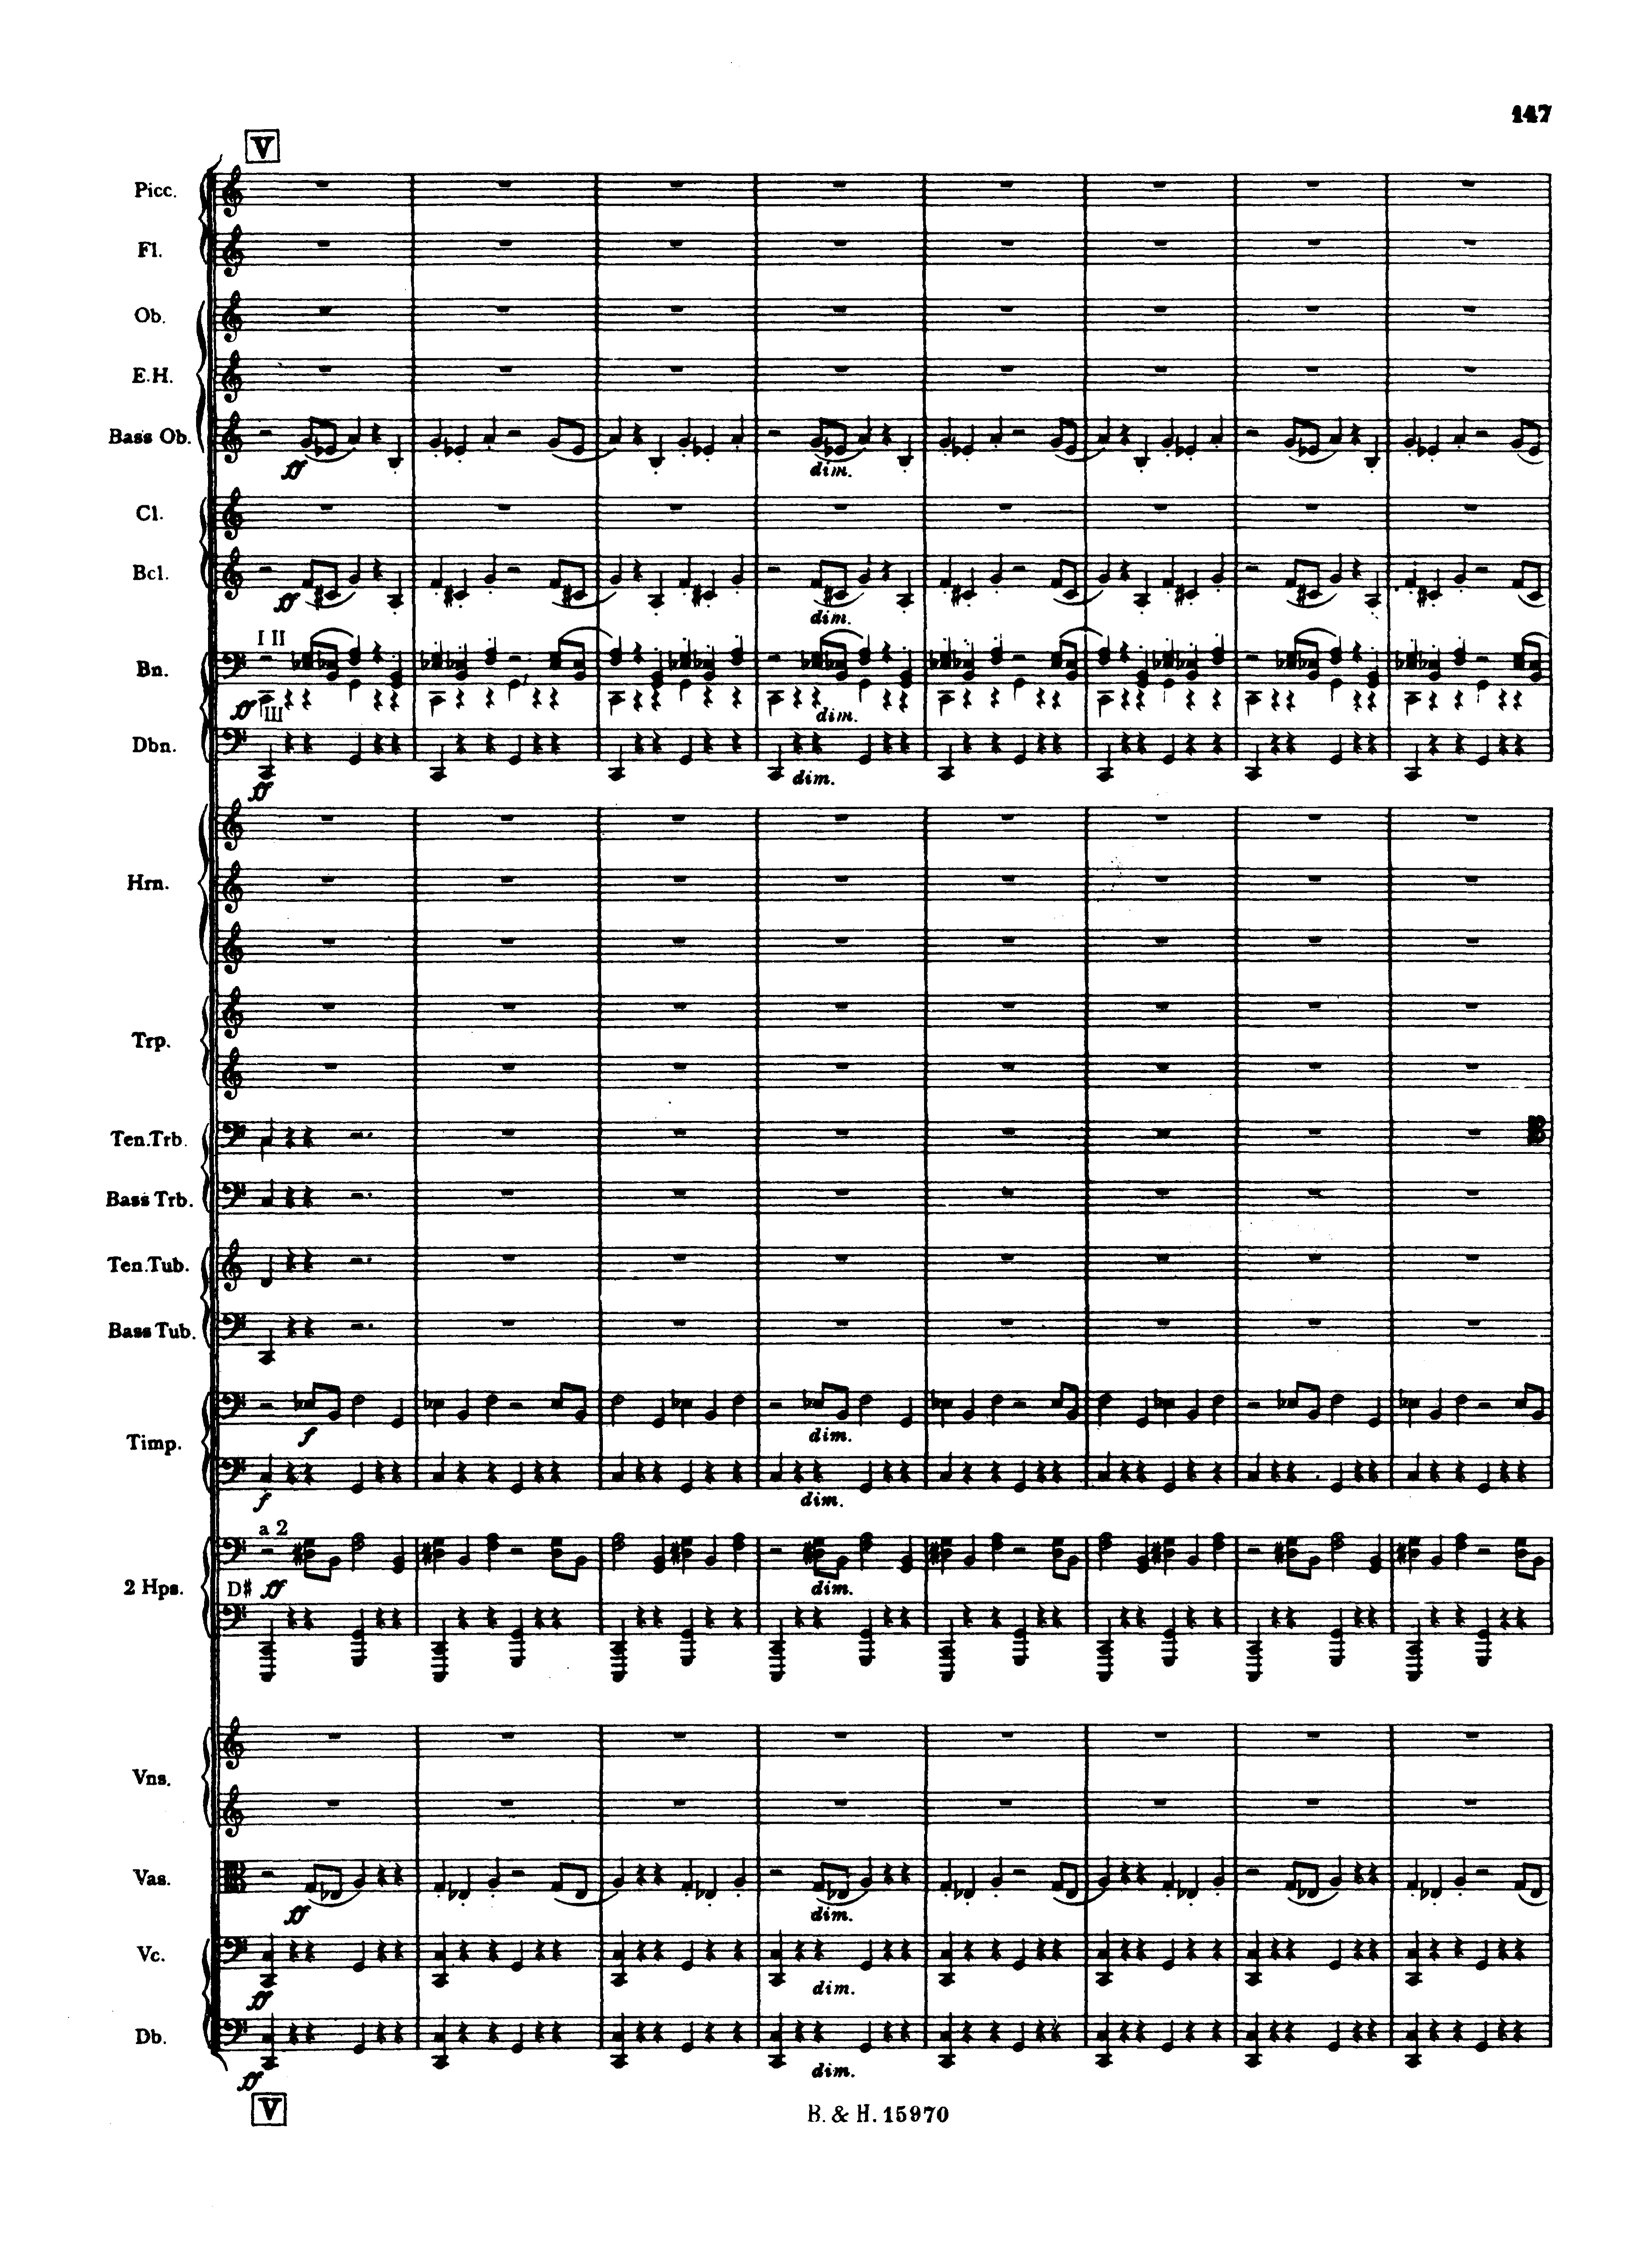 147
V
Picc.
Fl.
Ob.
E.H.
Bass Ob.
ff
dim.
Cl.
Bcl.
ff
dim.
I II
Bn.
ff
III
dim.
Dbn.
ff
dim.
Hrn.
Trp.
Ten.Trb.
Bass Trb.
Ten.Tub.
Bass Tub.
f
dim.
Timp.
f
dim.
a 2
2 Hps.
D♯ ff
dim.
Vns.
Vas.
ff
dim.
Vc.
ff
dim.
Db.
ff
dim.
V
B. & H. 15970